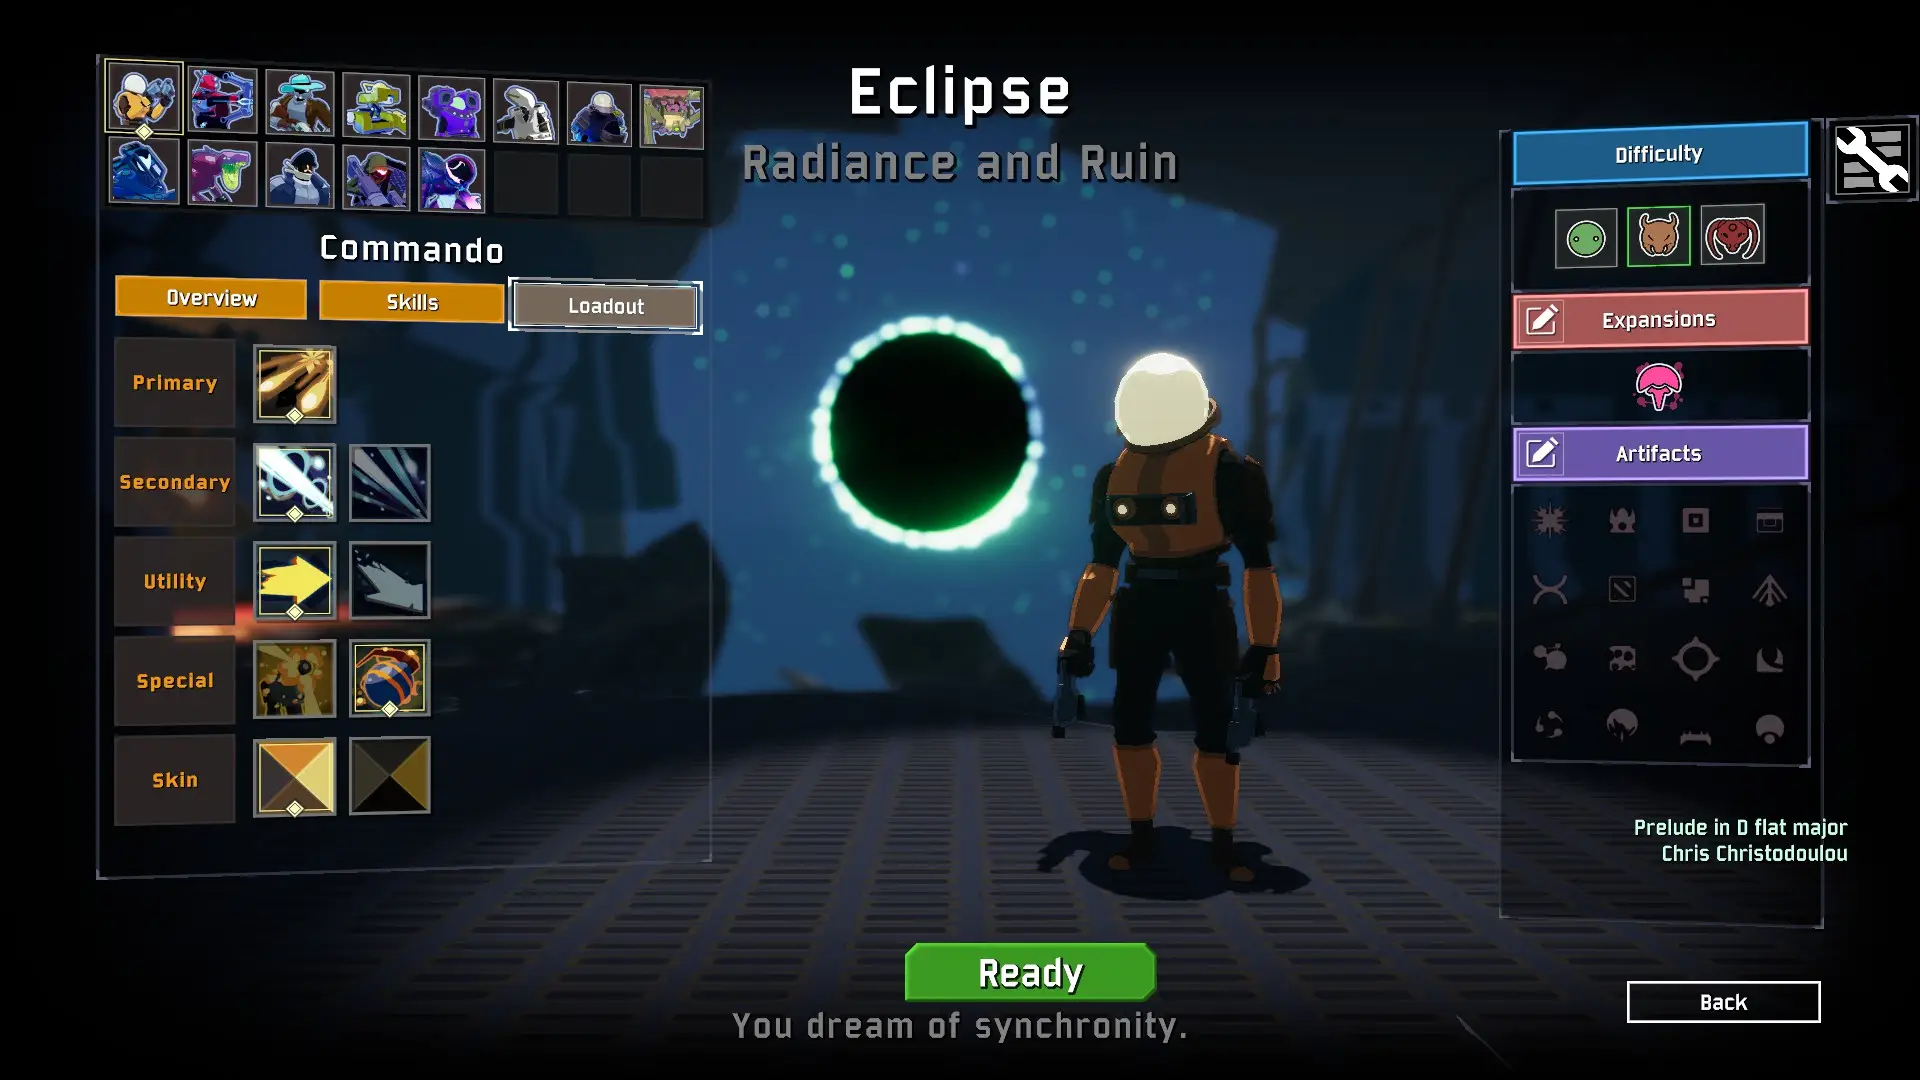 Eclipse
Radiance and Ruin
Commando
Overview
Skills
Loadout
Primary
Secondary
Utility
Special
Skin
Difficulty
Expansions
Artifacts
Prelude in D flat major
Chris Christodoulou
Ready
You dream of synchronity.
Back